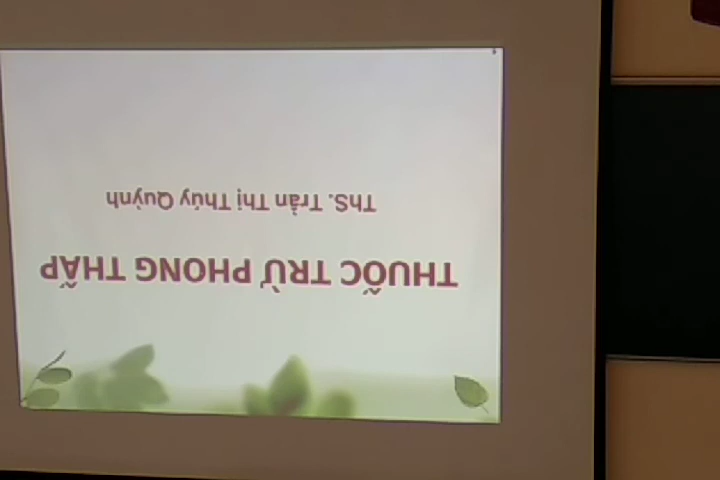 THUỐC TRỪ PHONG THẤP
ThS. Trần Thị Thúy Quỳnh